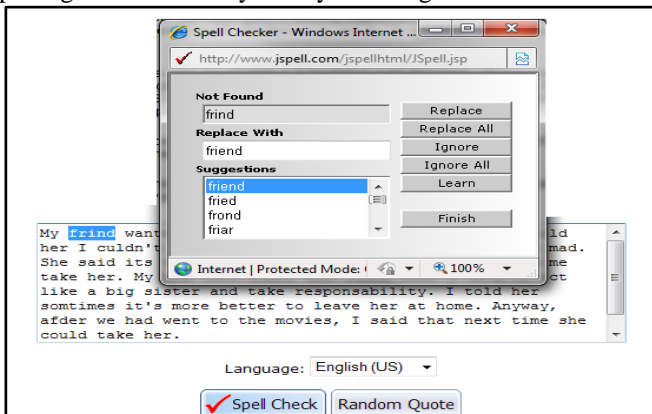 Spell Checker - Windows Internet ...
http://www.jspell.com/jspellhtml/JSpell.jsp
Not Found
frind
Replace
Replace With
Replace All
friend
Ignore
Suggestions
Ignore All
friend
Learn
fried
frond
Finish
friar
My frind want ld
her I culdn't mad.
She said its me
Internet | Protected Mode: 100%
take her. My ct
like a big sister and take responsability. I told her
somtimes it's more better to leave her at home. Anyway,
afder we had went to the movies, I said that next time she
could take her.
Language: English (US)
Spell Check Random Quote